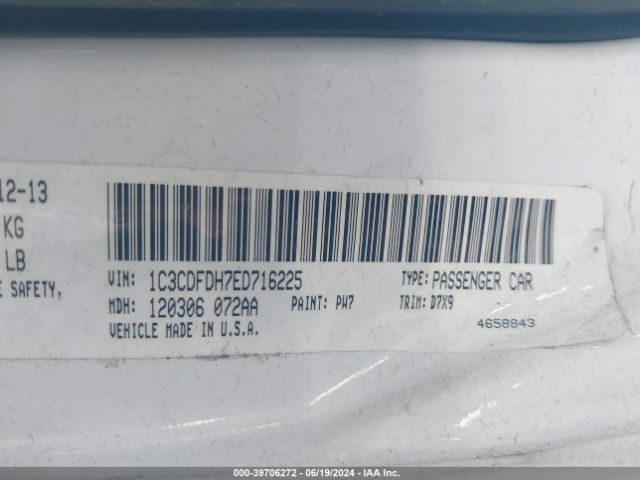 12-13
KG
LB
E SAFETY,
VIN: 1C3CDFDH7ED716225 TYPE: PASSENGER CAR
MDH: 120306 072AA PAINT: PW7 TRIM: D7X9
VEHICLE MADE IN U.S.A. 4658843
000-39706272 - 06/19/2024 - IAA Inc.